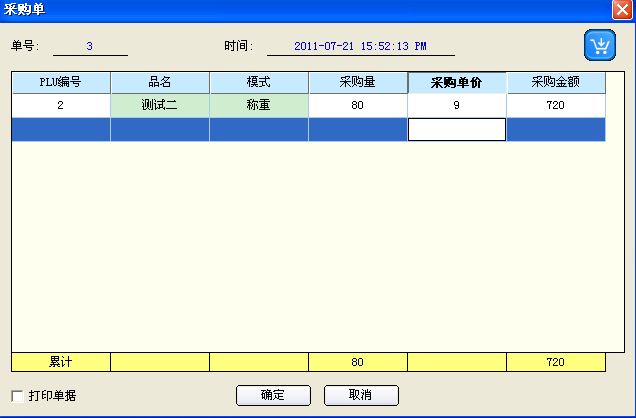 采购单
单号: 3 时间: 2011-07-21 15:52:13 PM
PLU编号 品名 模式 采购量 采购单价 采购金额
2 测试二 称重 80 9 720
累计 80 720
打印单据 确定 取消